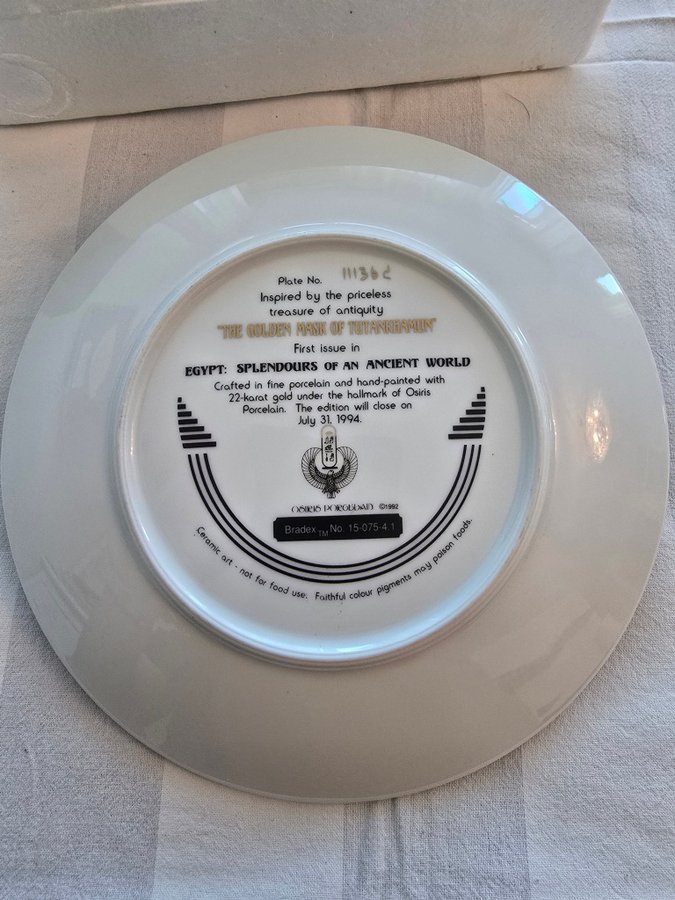 Plate No.
Inspired by the priceless
treasure of antiquity
"THE GOLDEN MASK OF TUTANKHAMUN"
First issue in
EGYPT: SPLENDOURS OF AN ANCIENT WORLD
Crafted in fine porcelain and hand-painted with
22-karat gold under the hallmark of Osiris
Porcelain. The edition will close on
July 31, 1994.
OSIRIS PORCELAIN ©1992
Bradex TM No. 15-075-4.1
Ceramic art - not for food use. Faithful colour pigments may poison foods.